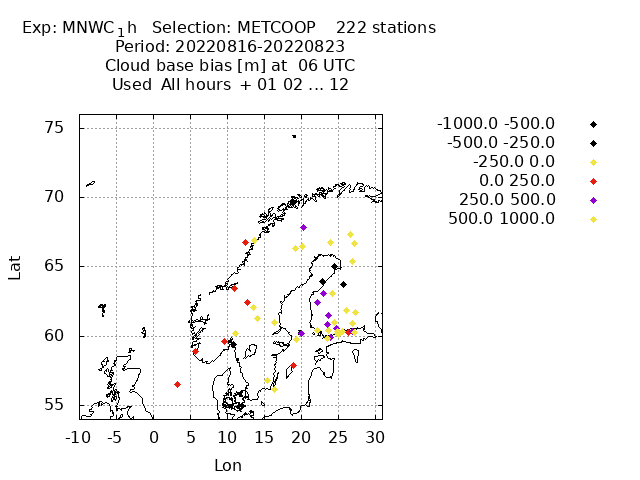 Exp: MNWC_1h   Selection: METCOOP    222 stations
Period: 20220816-20220823
Cloud base bias [m] at  06 UTC
Used  All hours  + 01 02 ... 12
-1000.0 -500.0
-500.0 -250.0
-250.0 0.0
0.0 250.0
250.0 500.0
500.0 1000.0
75
70
65
60
55
Lat
-10 -5 0 5 10 15 20 25 30
Lon